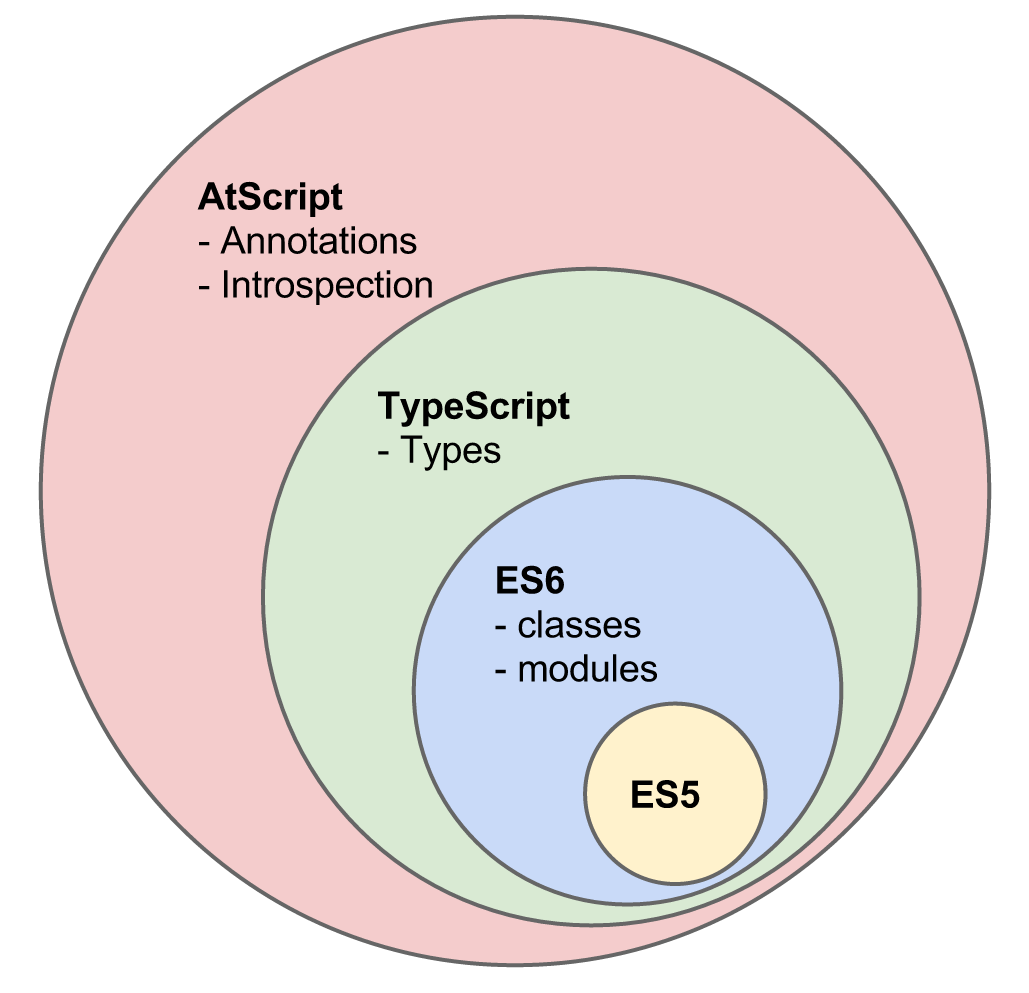 AtScript
- Annotations
- Introspection
TypeScript
- Types
ES6
- classes
- modules
ES5